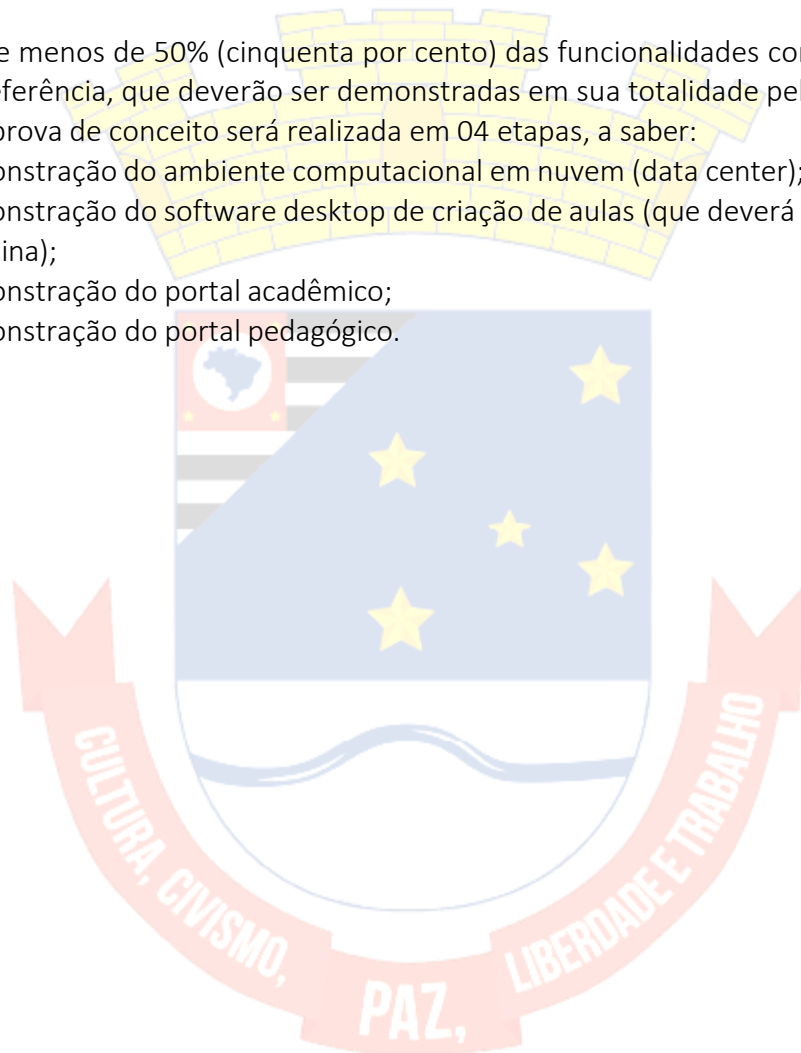 e menos de 50% (cinquenta por cento) das funcionalidades con
eferência, que deverão ser demonstradas em sua totalidade pel
prova de conceito será realizada em 04 etapas, a saber:
onstração do ambiente computacional em nuvem (data center);
onstração do software desktop de criação de aulas (que deverá
ina);
onstração do portal acadêmico;
onstração do portal pedagógico.
CULTURA, CIVISMO,
PAZ,
LIBERDADE E TRABALHO